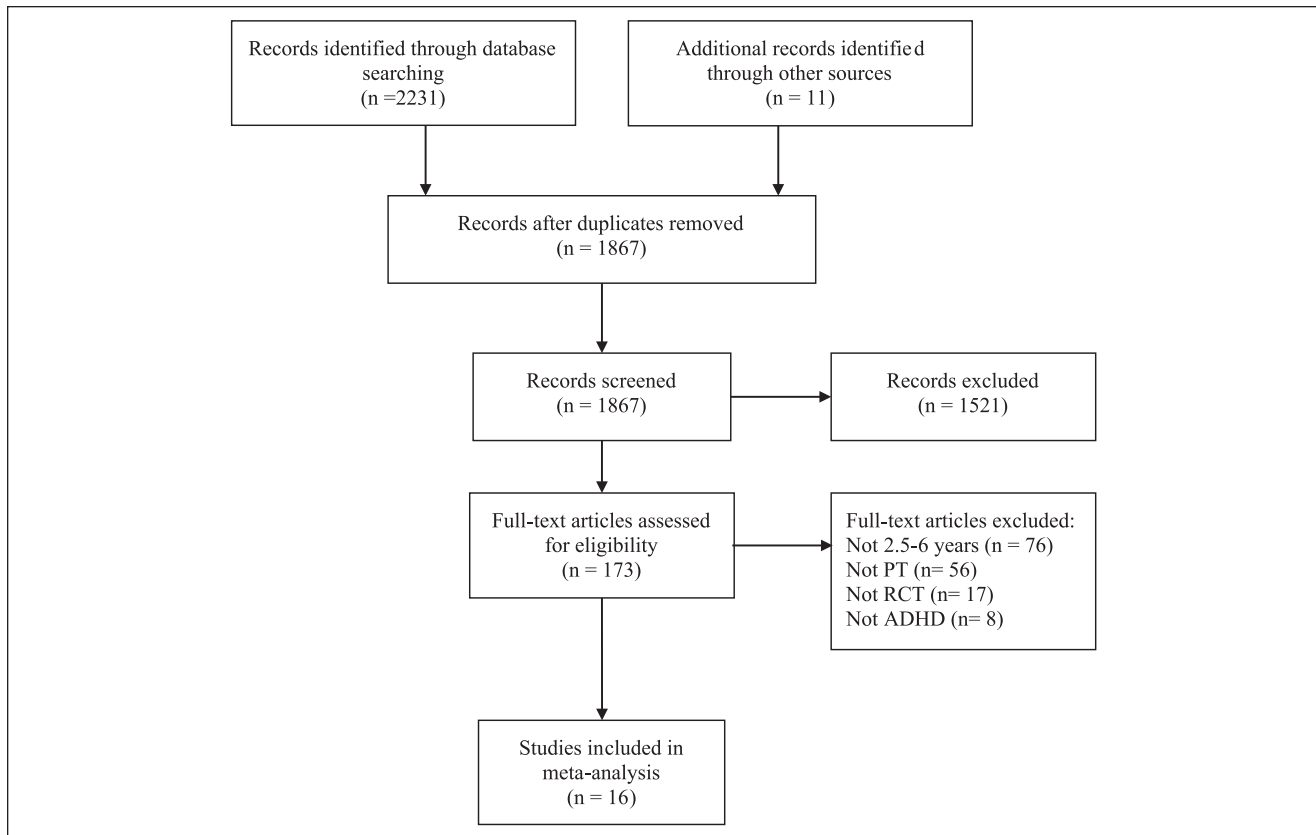 Records identified through database
searching
(n =2231)
Additional records identified
through other sources
(n = 11)
Records after duplicates removed
(n = 1867)
Records screened
(n = 1867)
Records excluded
(n = 1521)
Full-text articles assessed
for eligibility
(n = 173)
Full-text articles excluded:
Not 2.5-6 years (n = 76)
Not PT (n= 56)
Not RCT (n= 17)
Not ADHD (n= 8)
Studies included in
meta-analysis
(n = 16)